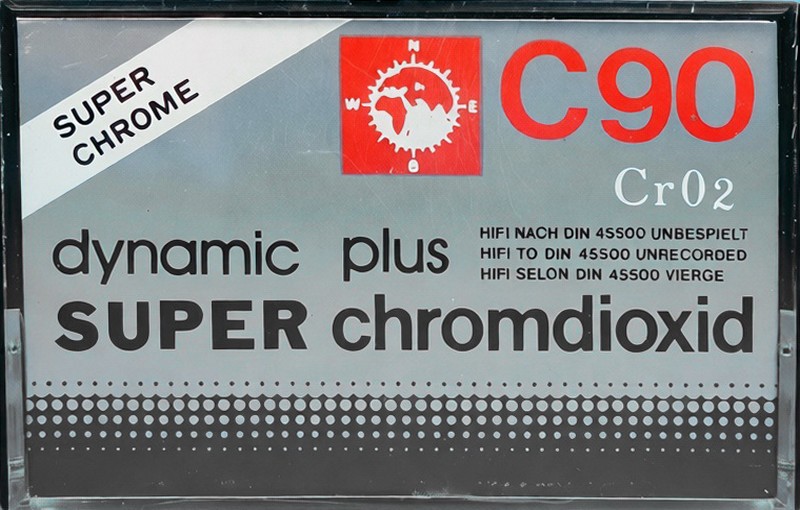 SUPER
CHROME
N
W E
O
C90
CrO2
dynamic plus
HIFI NACH DIN 45500 UNBESPIELT
HIFI TO DIN 45500 UNRECORDED
HIFI SELON DIN 45500 VIERGE
SUPER chromdioxid